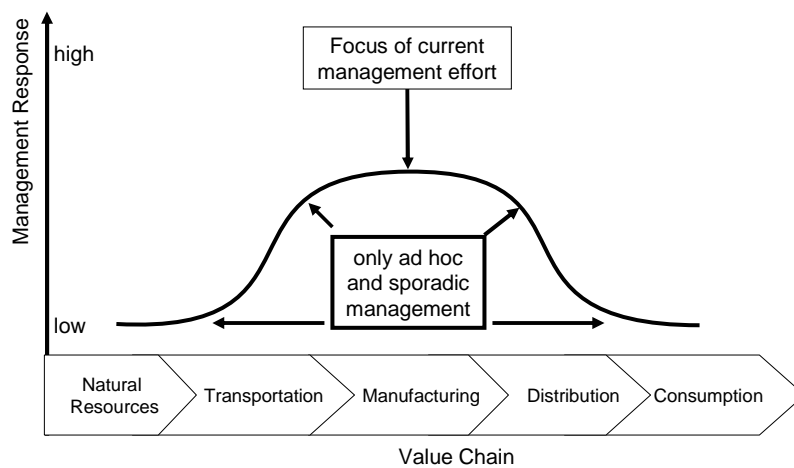 Management Response
high
low
Focus of current
management effort
only ad hoc
and sporadic
management
Natural
Resources
Transportation
Manufacturing
Distribution
Consumption
Value Chain